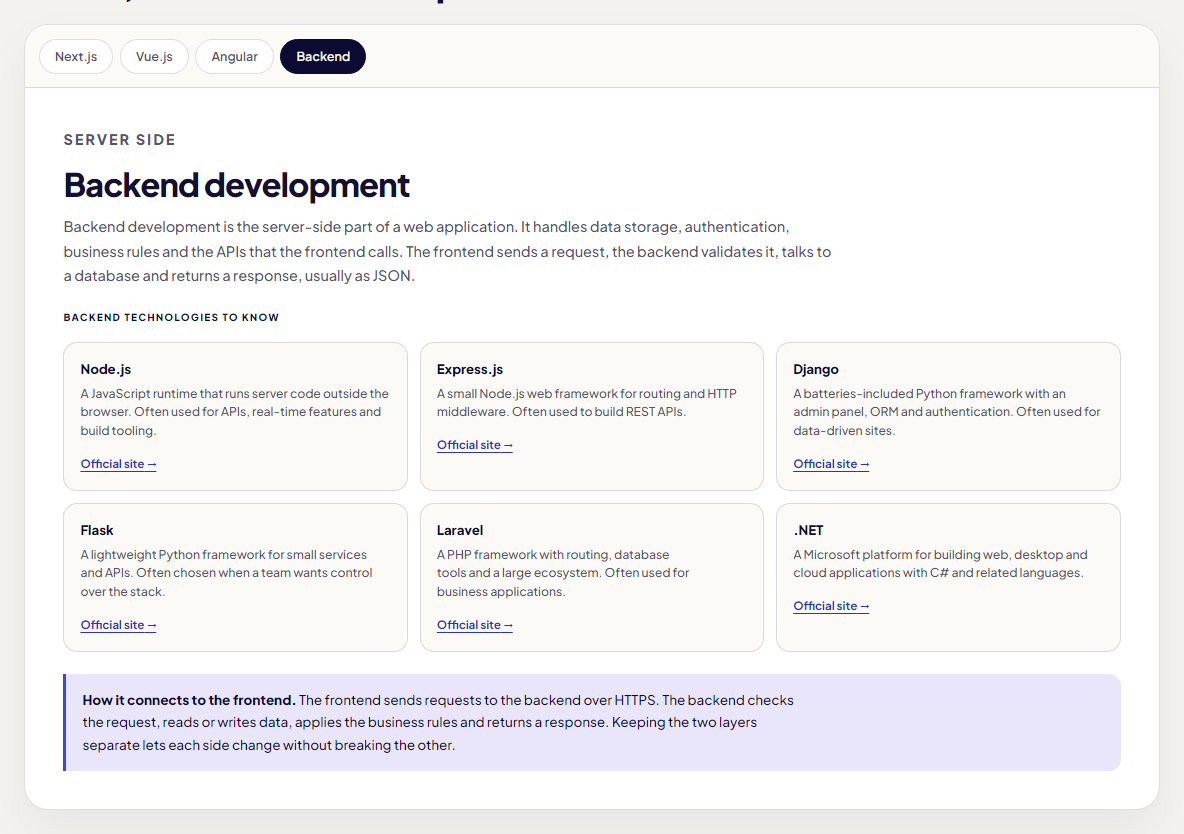 Next.js
Vue.js
Angular
Backend
SERVER SIDE
Backend development
Backend development is the server-side part of a web application. It handles data storage, authentication,
business rules and the APIs that the frontend calls. The frontend sends a request, the backend validates it, talks to
a database and returns a response, usually as JSON.
BACKEND TECHNOLOGIES TO KNOW
Node.js
A JavaScript runtime that runs server code outside the
browser. Often used for APIs, real-time features and
build tooling.
Official site →
Express.js
A small Node.js web framework for routing and HTTP
middleware. Often used to build REST APIs.
Official site →
Django
A batteries-included Python framework with an
admin panel, ORM and authentication. Often used for
data-driven sites.
Official site →
Flask
A lightweight Python framework for small services
and APIs. Often chosen when a team wants control
over the stack.
Official site →
Laravel
A PHP framework with routing, database
tools and a large ecosystem. Often used for
business applications.
Official site →
.NET
A Microsoft platform for building web, desktop and
cloud applications with C# and related languages.
Official site →
How it connects to the frontend. The frontend sends requests to the backend over HTTPS. The backend checks
the request, reads or writes data, applies the business rules and returns a response. Keeping the two layers
separate lets each side change without breaking the other.